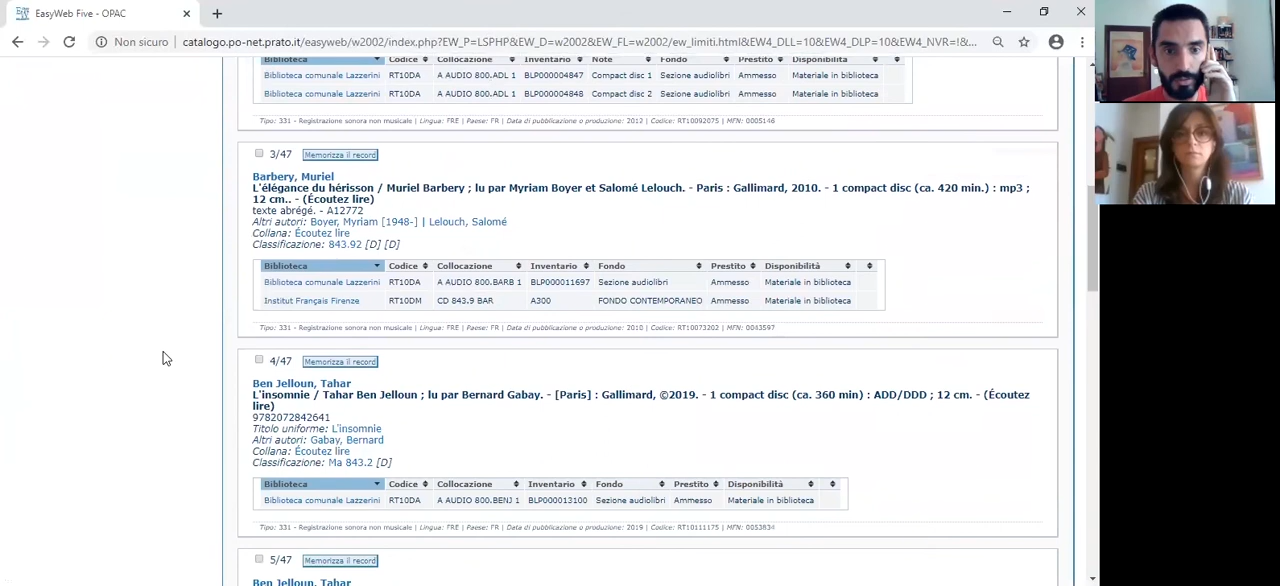 EasyWeb Five - OPAC
Non sicuro | catalogo.po-net.prato.it/easyweb/w2002/index.php?EW_P=LSPHP&EW_D=w2002&EW_FL=w2002/ew_limiti.html&EW4_DLL=10&EW4_DLP=10&EW4_NVR=!&...
Biblioteca Codice Collocazione Inventario Note Fondo Prestito Disponibilità
Biblioteca comunale Lazzerini RT10DA A AUDIO 800.ADL 1 BLP000004847 Compact disc 1 Sezione audiolibri Ammesso Materiale in biblioteca
Biblioteca comunale Lazzerini RT10DA A AUDIO 800.ADL 1 BLP000004848 Compact disc 2 Sezione audiolibri Ammesso Materiale in biblioteca
Tipo: 331 - Registrazione sonora non musicale | Lingua: FRE | Paese: FR | Data di pubblicazione o produzione: 2012 | Codice: RT10092075 | MFN: 0005146
3/47 Memorizza il record
Barbery, Muriel
L'élégance du hérisson / Muriel Barbery ; lu par Myriam Boyer et Salomé Lelouch. - Paris : Gallimard, 2010. - 1 compact disc (ca. 420 min.) : mp3 ;
12 cm.. - (Écoutez lire)
texte abrégé. - A12772
Altri autori: Boyer, Myriam [1948-] | Lelouch, Salomé
Collana: Écoutez lire
Classificazione: 843.92 [D] [D]
Biblioteca Codice Collocazione Inventario Fondo Prestito Disponibilità
Biblioteca comunale Lazzerini RT10DA A AUDIO 800.BARB 1 BLP000011697 Sezione audiolibri Ammesso Materiale in biblioteca
Institut Français Firenze RT10DM CD 843.9 BAR A300 FONDO CONTEMPORANEO Ammesso Materiale in biblioteca
Tipo: 331 - Registrazione sonora non musicale | Lingua: FRE | Paese: FR | Data di pubblicazione o produzione: 2010 | Codice: RT10073202 | MFN: 0043597
4/47 Memorizza il record
Ben Jelloun, Tahar
L'insomnie / Tahar Ben Jelloun ; lu par Bernard Gabay. - [Paris] : Gallimard, ©2019. - 1 compact disc (ca. 360 min) : ADD/DDD ; 12 cm. - (Écoutez
lire)
9782072842641
Titolo uniforme: L'insomnie
Altri autori: Gabay, Bernard
Collana: Écoutez lire
Classificazione: Ma 843.2 [D]
Biblioteca Codice Collocazione Inventario Fondo Prestito Disponibilità
Biblioteca comunale Lazzerini RT10DA A AUDIO 800.BENJ 1 BLP000013100 Sezione audiolibri Ammesso Materiale in biblioteca
Tipo: 331 - Registrazione sonora non musicale | Lingua: FRE | Paese: FR | Data di pubblicazione o produzione: 2019 | Codice: RT10111175 | MFN: 0053834
5/47 Memorizza il record
Ben Jelloun, Tahar